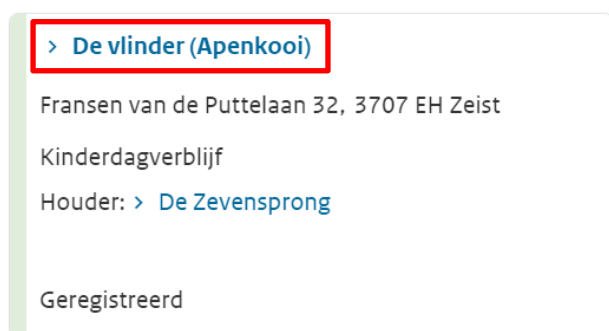 > De vlinder (Apenkooi)
Fransen van de Puttelaan 32, 3707 EH Zeist
Kinderdagverblijf
Houder: > De Zevensprong
Geregistreerd